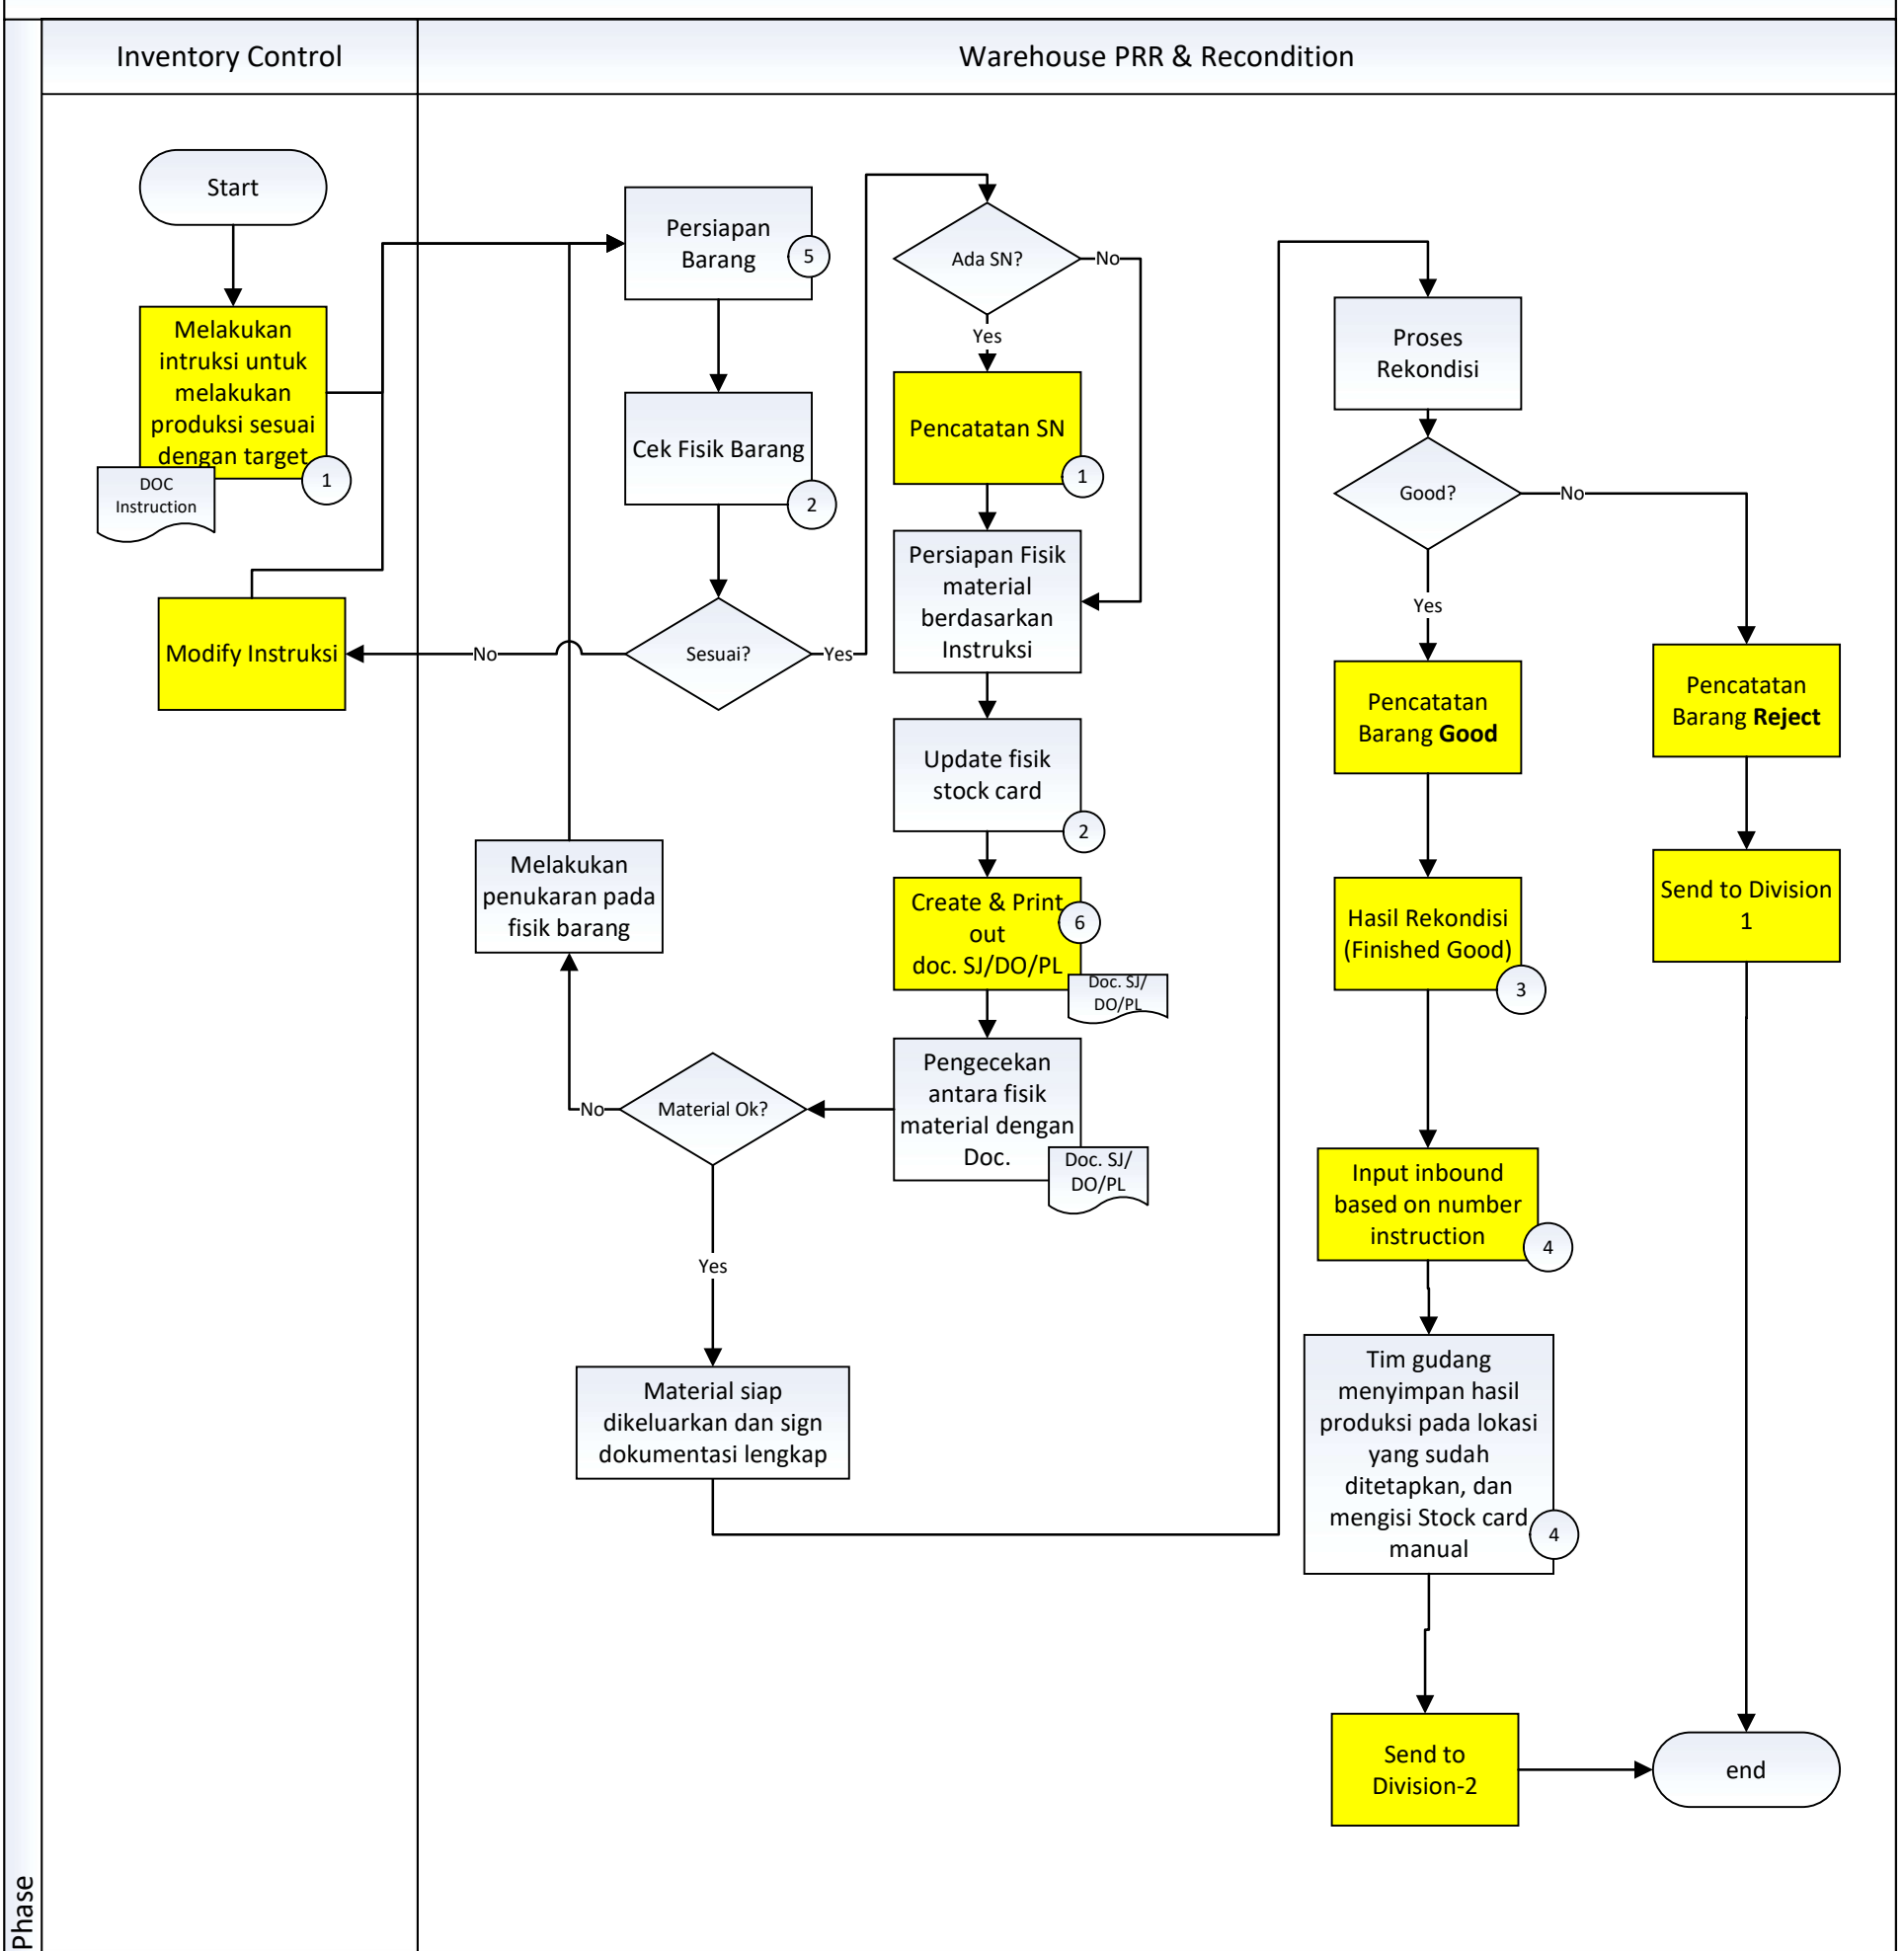 Inventory Control
Warehouse PRR & Recondition
Phase
Start
Melakukan
intruksi untuk
melakukan
produksi sesuai
dengan target
1
DOC
Instruction
Modify Instruksi
Persiapan
Barang
5
Cek Fisik Barang
2
Sesuai?
No
Yes
Melakukan
penukaran pada
fisik barang
Material Ok?
No
Yes
Material siap
dikeluarkan dan sign
dokumentasi lengkap
Ada SN?
No
Yes
Pencatatan SN
1
Persiapan Fisik
material
berdasarkan
Instruksi
Update fisik
stock card
2
Create & Print
out
doc. SJ/DO/PL
6
Doc. SJ/
DO/PL
Pengecekan
antara fisik
material dengan
Doc.
Doc. SJ/
DO/PL
Proses
Rekondisi
Good?
No
Yes
Pencatatan
Barang Good
Hasil Rekondisi
(Finished Good)
3
Input inbound
based on number
instruction
4
Tim gudang
menyimpan hasil
produksi pada lokasi
yang sudah
ditetapkan, dan
mengisi Stock card
manual
4
Send to
Division-2
Pencatatan
Barang Reject
Send to Division
1
end